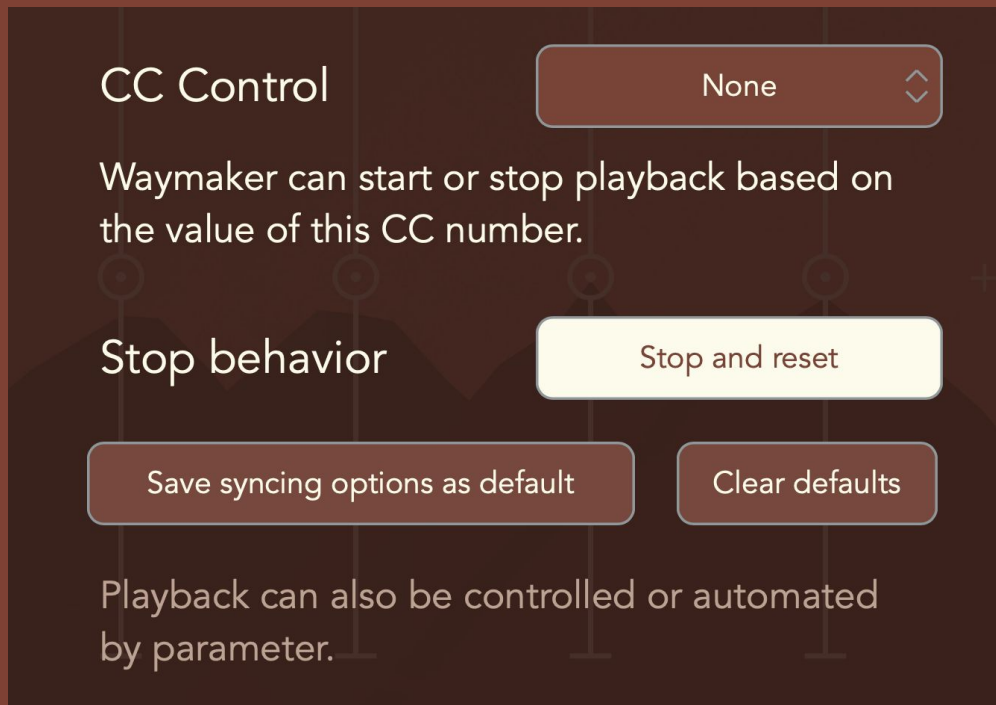 CC Control
None
Waymaker can start or stop playback based on
the value of this CC number.
Stop behavior
Stop and reset
Save syncing options as default
Clear defaults
Playback can also be controlled or automated
by parameter.